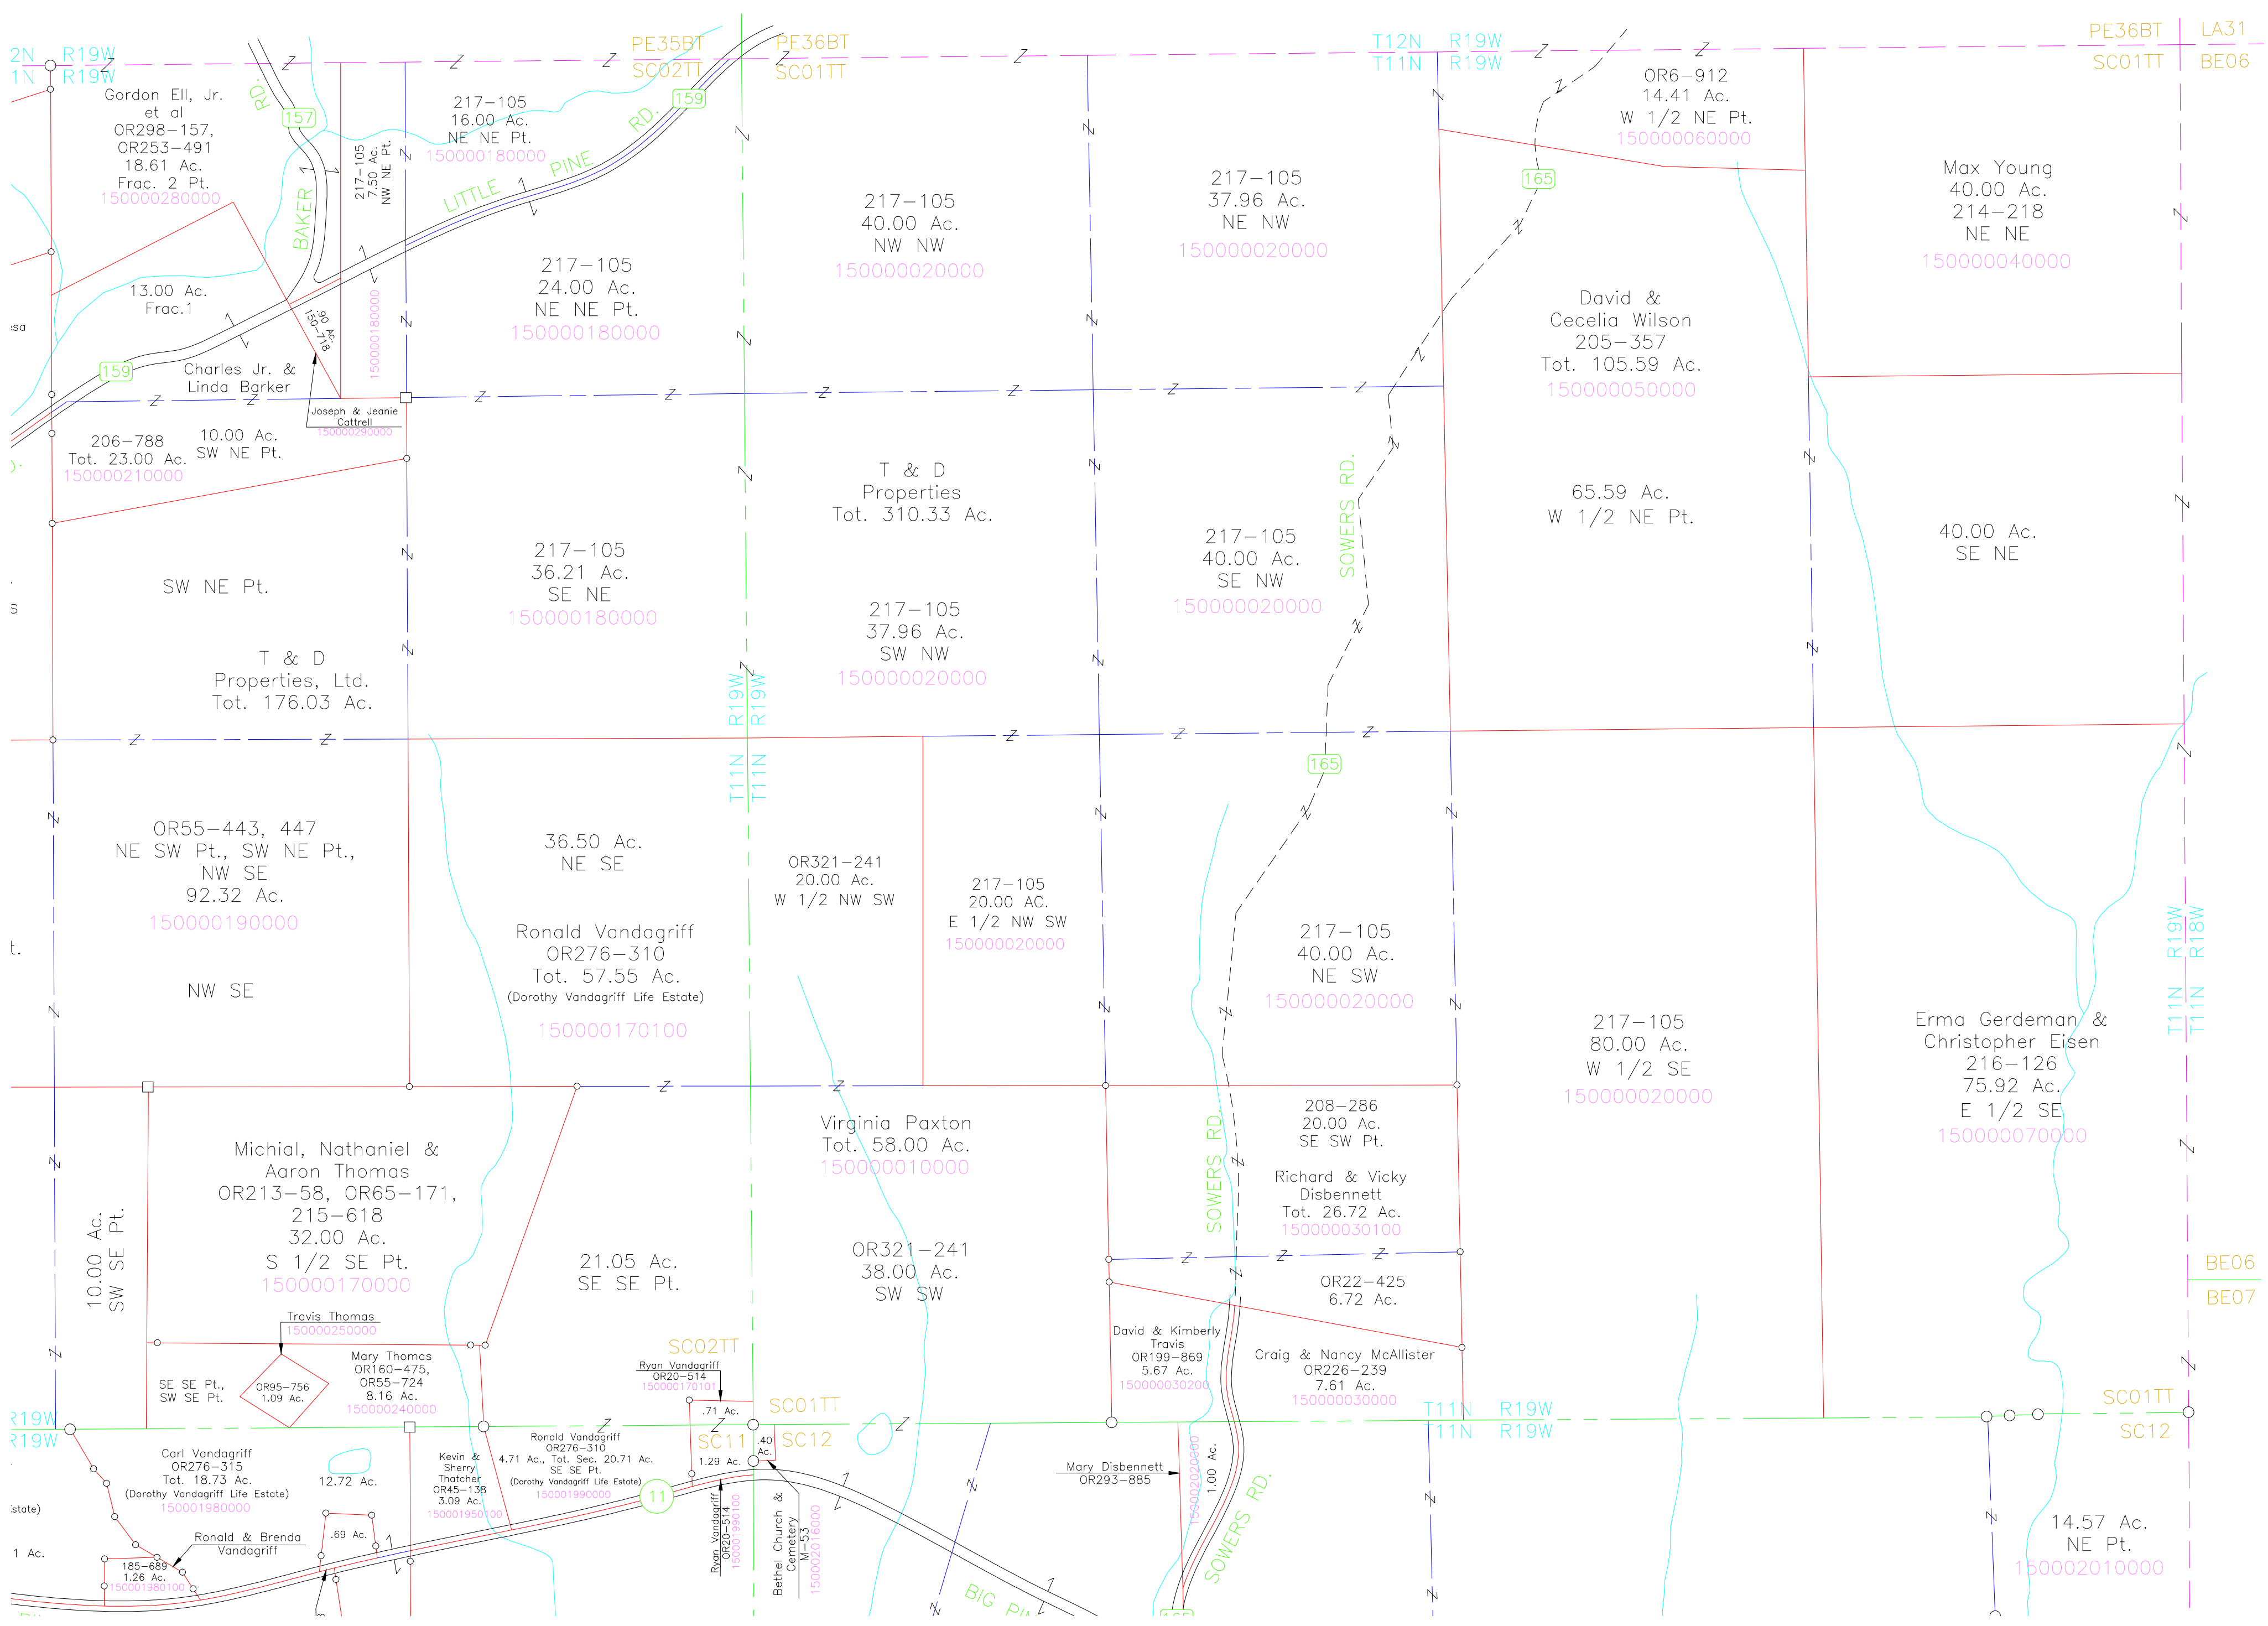 2N R19W
1N R19W
PE35BT
SC02TT
PE36BT
SC01TT
T12N R19W
T11N R19W
PE36BT
SC01TT
LA31
BE06
Gordon Ell, Jr.
et al
OR298-157,
OR253-491
18.61 Ac.
Frac. 2 Pt.
150000280000
BAKER
RD.
157
217-105
7.50 Ac.
NW NE Pt.
150000180000
217-105
16.00 Ac.
NE NE Pt.
150000180000
LITTLE PINE RD.
159
217-105
24.00 Ac.
NE NE Pt.
150000180000
217-105
40.00 Ac.
NW NW
150000020000
217-105
37.96 Ac.
NE NW
150000020000
OR6-912
14.41 Ac.
W 1/2 NE Pt.
150000060000
165
Max Young
40.00 Ac.
214-218
NE NE
150000040000
13.00 Ac.
Frac.1
.90 Ac.
150-718
159
Charles Jr. &
Linda Barker
Joseph & Jeanie
Cattrell
150000290000
David &
Cecelia Wilson
205-357
Tot. 105.59 Ac.
150000050000
esa
206-788
Tot. 23.00 Ac.
150000210000
10.00 Ac.
SW NE Pt.
T & D
Properties
Tot. 310.33 Ac.
SOWERS RD.
65.59 Ac.
W 1/2 NE Pt.
40.00 Ac.
SE NE
SW NE Pt.
217-105
36.21 Ac.
SE NE
150000180000
217-105
37.96 Ac.
SW NW
150000020000
217-105
40.00 Ac.
SE NW
150000020000
S
T & D
Properties, Ltd.
Tot. 176.03 Ac.
T11N R19W
T11N R19W
165
OR55-443, 447
NE SW Pt., SW NE Pt.,
NW SE
92.32 Ac.
150000190000
NW SE
t.
36.50 Ac.
NE SE
Ronald Vandagriff
OR276-310
Tot. 57.55 Ac.
(Dorothy Vandagriff Life Estate)
150000170100
OR321-241
20.00 Ac.
W 1/2 NW SW
217-105
20.00 AC.
E 1/2 NW SW
150000020000
217-105
40.00 Ac.
NE SW
150000020000
T11N R19W
T11N R18W
217-105
80.00 Ac.
W 1/2 SE
150000020000
Erma Gerdeman &
Christopher Eisen
216-126
75.92 Ac.
E 1/2 SE
150000070000
10.00 Ac.
SW SE Pt.
Michial, Nathaniel &
Aaron Thomas
OR213-58, OR65-171,
215-618
32.00 Ac.
S 1/2 SE Pt.
150000170000
21.05 Ac.
SE SE Pt.
Virginia Paxton
Tot. 58.00 Ac.
150000010000
OR321-241
38.00 Ac.
SW SW
SOWERS RD.
208-286
20.00 Ac.
SE SW Pt.
Richard & Vicky
Disbennett
Tot. 26.72 Ac.
150000030100
OR22-425
6.72 Ac.
BE06
BE07
Travis Thomas
150000250000
SE SE Pt.,
SW SE Pt.
OR95-756
1.09 Ac.
Mary Thomas
OR160-475,
OR55-724
8.16 Ac.
150000240000
SC02TT
Ryan Vandagriff
OR20-514
150000170101
.71 Ac.
SC01TT
SC11
SC12
David & Kimberly
Travis
OR199-869
5.67 Ac.
150000030200
Craig & Nancy McAllister
OR226-239
7.61 Ac.
150000030000
T11N R19W
T11N R19W
SC01TT
SC12
R19W
R19W
Carl Vandagriff
OR276-315
Tot. 18.73 Ac.
(Dorothy Vandagriff Life Estate)
150001980000
12.72 Ac.
Kevin &
Sherry
Thatcher
OR45-138
3.09 Ac.
150001950100
Ronald Vandagriff
OR276-310
4.71 Ac., Tot. Sec. 20.71 Ac.
SE SE Pt.
(Dorothy Vandagriff Life Estate)
150001990000
11
1.29 Ac.
.40
Ac.
Ryan Vandagriff
OR20-514
150001990100
Bethel Church &
Cemetery
M-53
150002016000
Mary Disbennett
OR293-885
150002020000
1.00 Ac.
SOWERS RD.
state)
1 Ac.
Ronald & Brenda
Vandagriff
185-689
1.26 Ac.
150001980100
.69 Ac.
BIG
14.57 Ac.
NE Pt.
150002010000